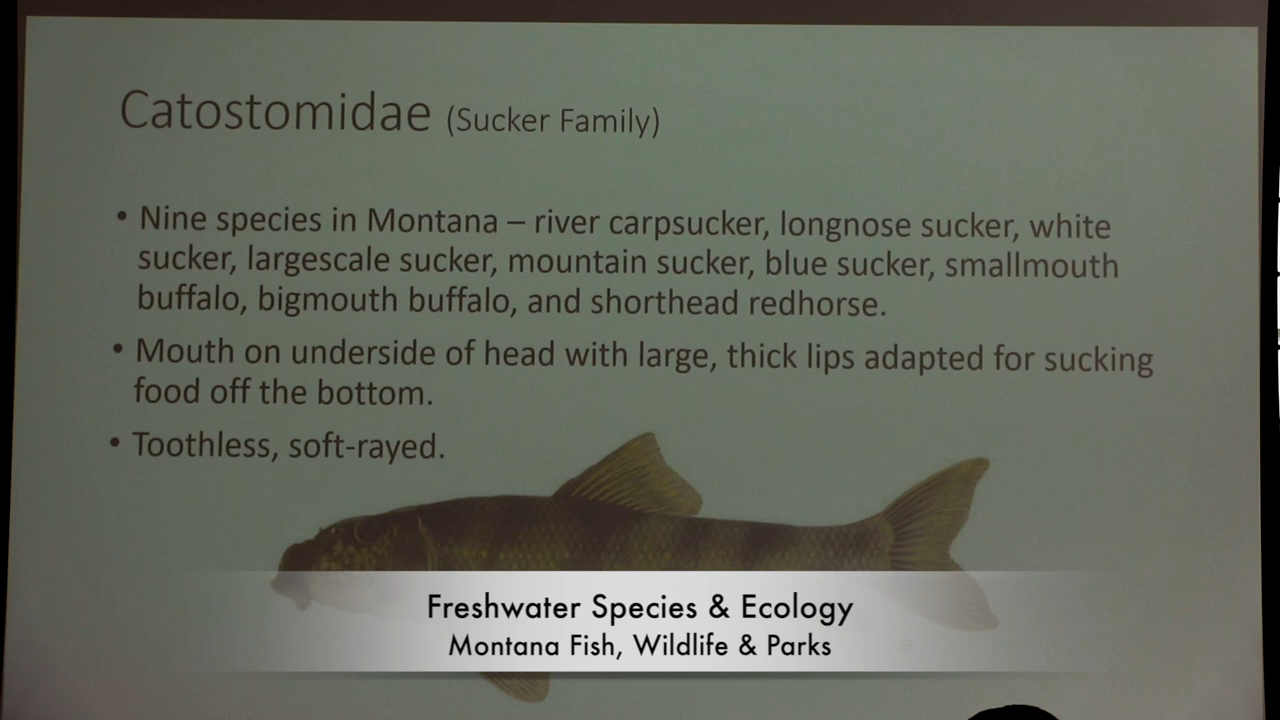 Catostomidae (Sucker Family)
• Nine species in Montana – river carpsucker, longnose sucker, white
sucker, largescale sucker, mountain sucker, blue sucker, smallmouth
buffalo, bigmouth buffalo, and shorthead redhorse.
• Mouth on underside of head with large, thick lips adapted for sucking
food off the bottom.
• Toothless, soft-rayed.
Freshwater Species & Ecology
Montana Fish, Wildlife & Parks